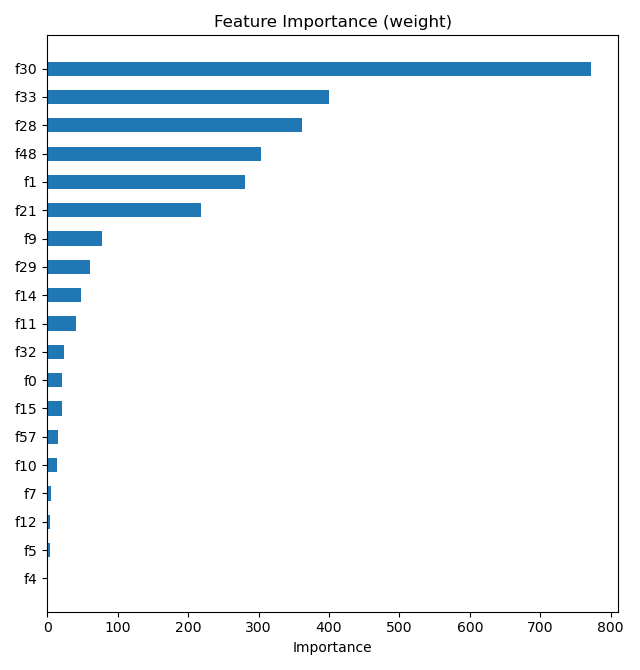 Feature Importance (weight)
f30
f33
f28
f48
f1
f21
f9
f29
f14
f11
f32
f0
f15
f57
f10
f7
f12
f5
f4
0 100 200 300 400 500 600 700 800
Importance